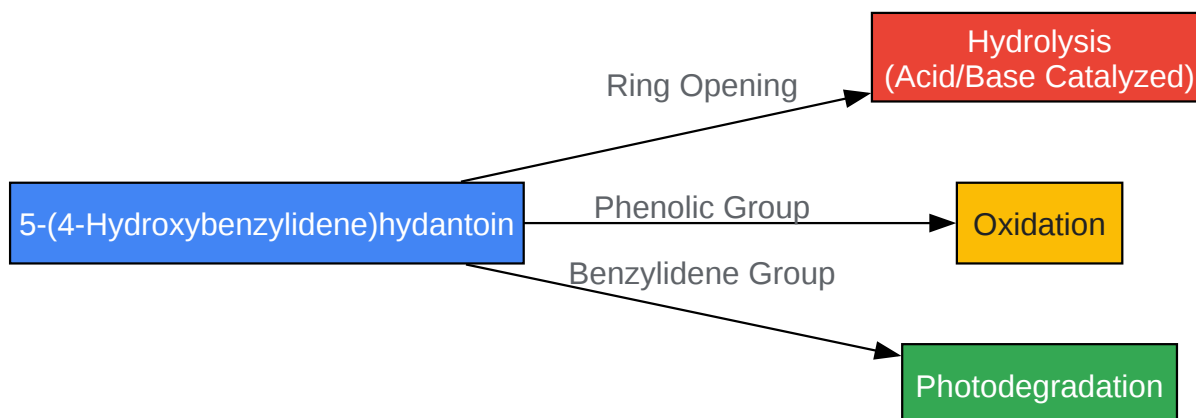 Hydrolysis
(Acid/Base Catalyzed)
Ring Opening
5-(4-Hydroxybenzylidene)hydantoin
Phenolic Group
Oxidation
Benzylidene Group
Photodegradation